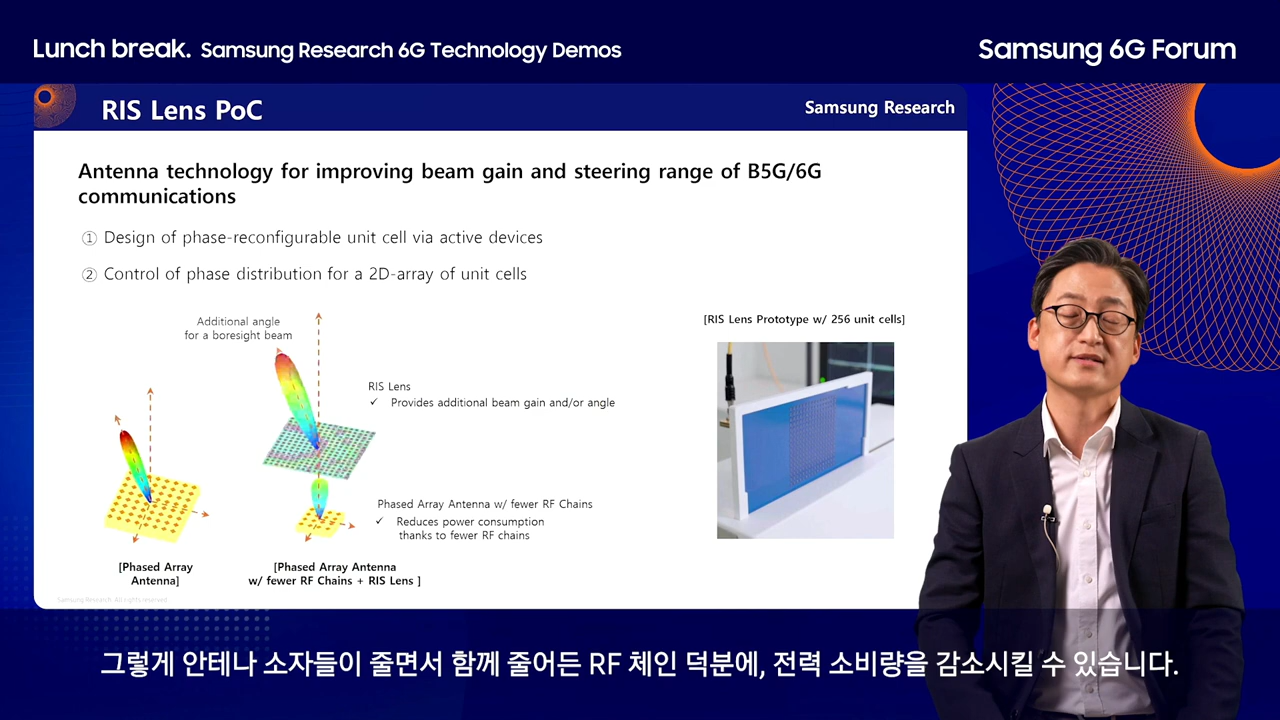 Lunch break. Samsung Research 6G Technology Demos
Samsung 6G Forum
RIS Lens PoC
Samsung Research
Antenna technology for improving beam gain and steering range of B5G/6G
communications
① Design of phase-reconfigurable unit cell via active devices
② Control of phase distribution for a 2D-array of unit cells
Additional angle
for a boresight beam
RIS Lens
✓ Provides additional beam gain and/or angle
Phased Array Antenna w/ fewer RF Chains
✓ Reduces power consumption
thanks to fewer RF chains
[Phased Array
Antenna]
[Phased Array Antenna
w/ fewer RF Chains + RIS Lens ]
[RIS Lens Prototype w/ 256 unit cells]
Samsung Research. All rights reserved
그렇게 안테나 소자들이 줄면서 함께 줄어든 RF 체인 덕분에, 전력 소비량을 감소시킬 수 있습니다.